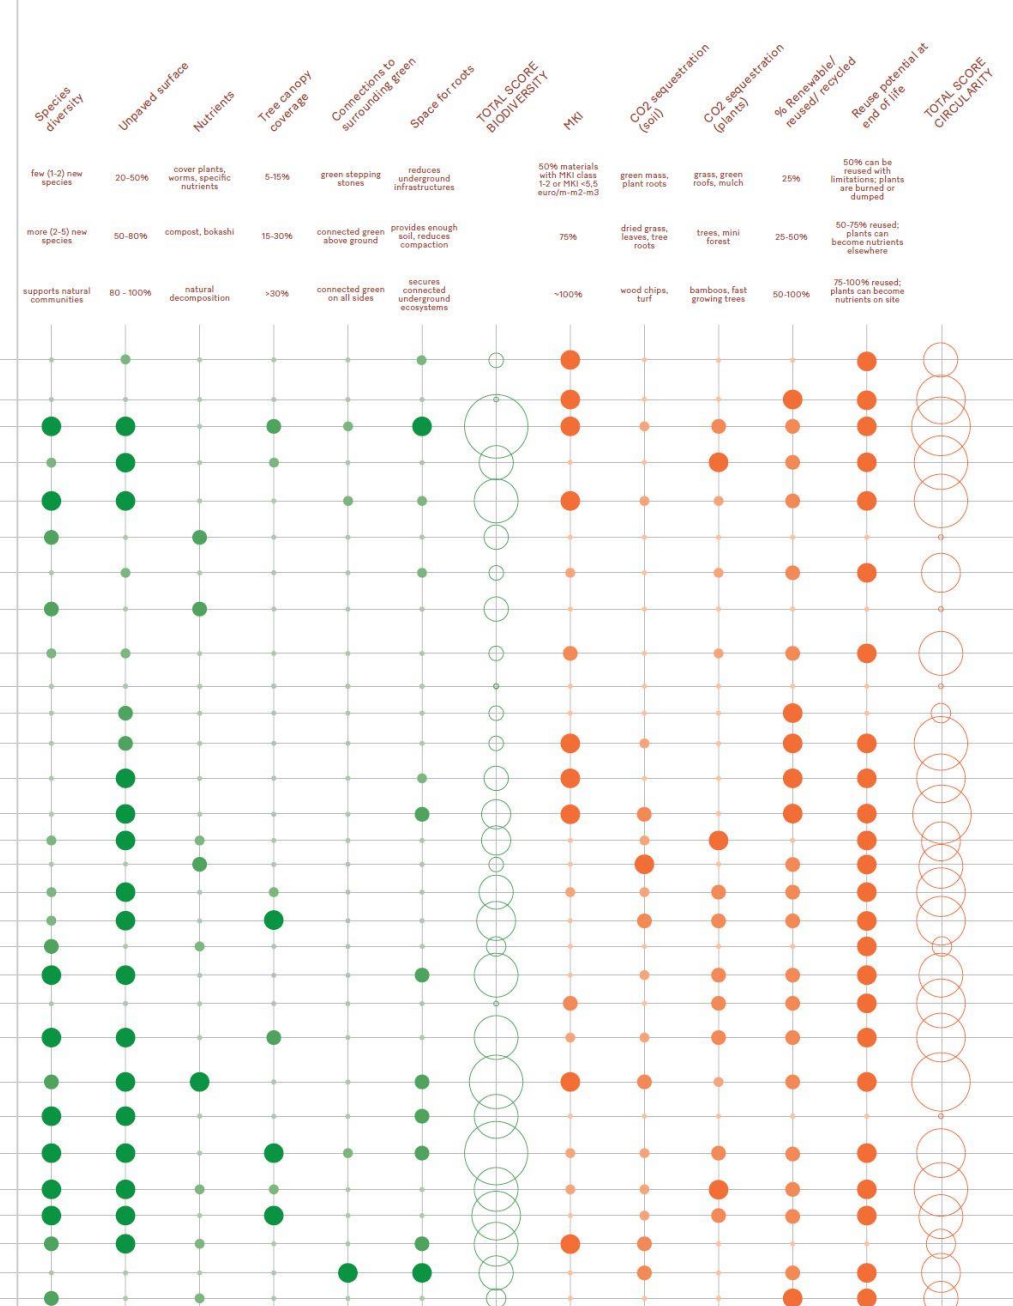 Species
diversity
Unpaved surface
Nutrients
Tree canopy
coverage
Connections to
surrounding green
Space for roots
TOTAL SCORE
BIODVERSITY
MKI
CO2 sequestration
(soil)
CO2 sequestration
(plants)
% Renewable/
reused/ recycled
Reuse potential at
end of life
TOTAL SCORE
CIRCULARITY
few (1-2) new
species
20-50%
cover plants,
worms, specific
nutrients
5-15%
green stepping
stones
reduces
underground
infrastructures
50% materials
with MKI class
1-2 or MKI <5,5
euro/m-m2-m3
green mass,
plant roots
grass, green
roofs, mulch
25%
50% can be
reused with
limitations; plants
are burned or
dumped
more (2-5) new
species
50-80%
compost, bokashi
15-30%
connected green
above ground
provides enough
soil, reduces
compaction
75%
dried grass,
leaves, tree
roots
trees, mini
forest
25-50%
50-75% reused;
plants can
become nutrients
elsewhere
supports natural
communities
80 - 100%
natural
decomposition
>30%
connected green
on all sides
secures
connected
underground
ecosystems
~100%
wood chips,
turf
bamboos, fast
growing trees
50-100%
75-100% reused;
plants can become
nutrients on site